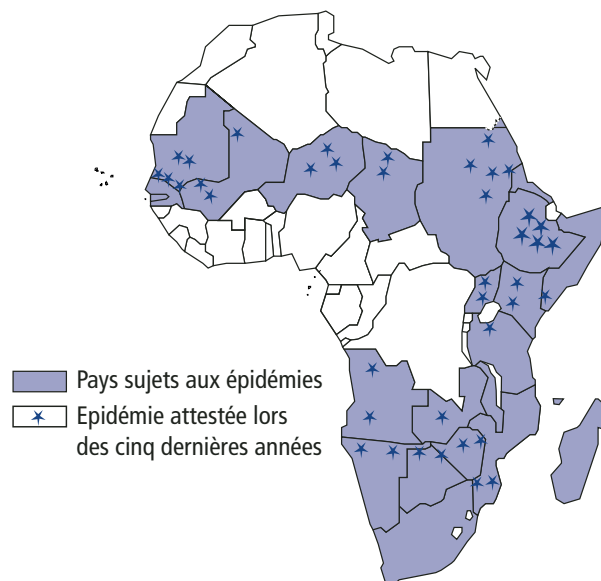 Pays sujets aux épidémies
Epidémie attestée lors
des cinq dernières années